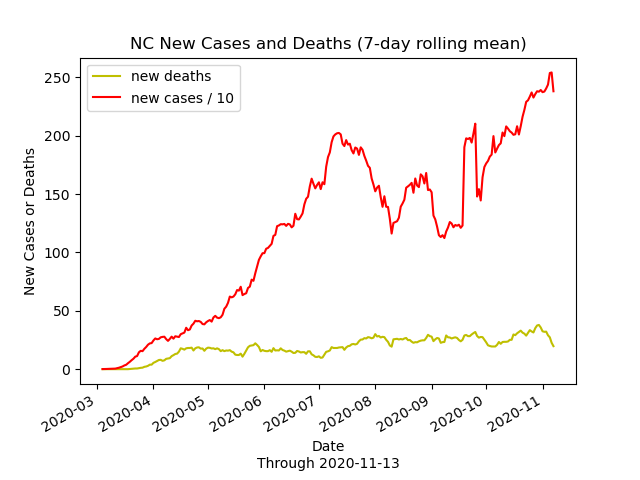 NC New Cases and Deaths (7-day rolling mean)
new deaths
new cases / 10
250
200
150
100
50
0
New Cases or Deaths
2020-03
2020-04
2020-05
2020-06
2020-07
2020-08
2020-09
2020-10
2020-11
Date
Through 2020-11-13